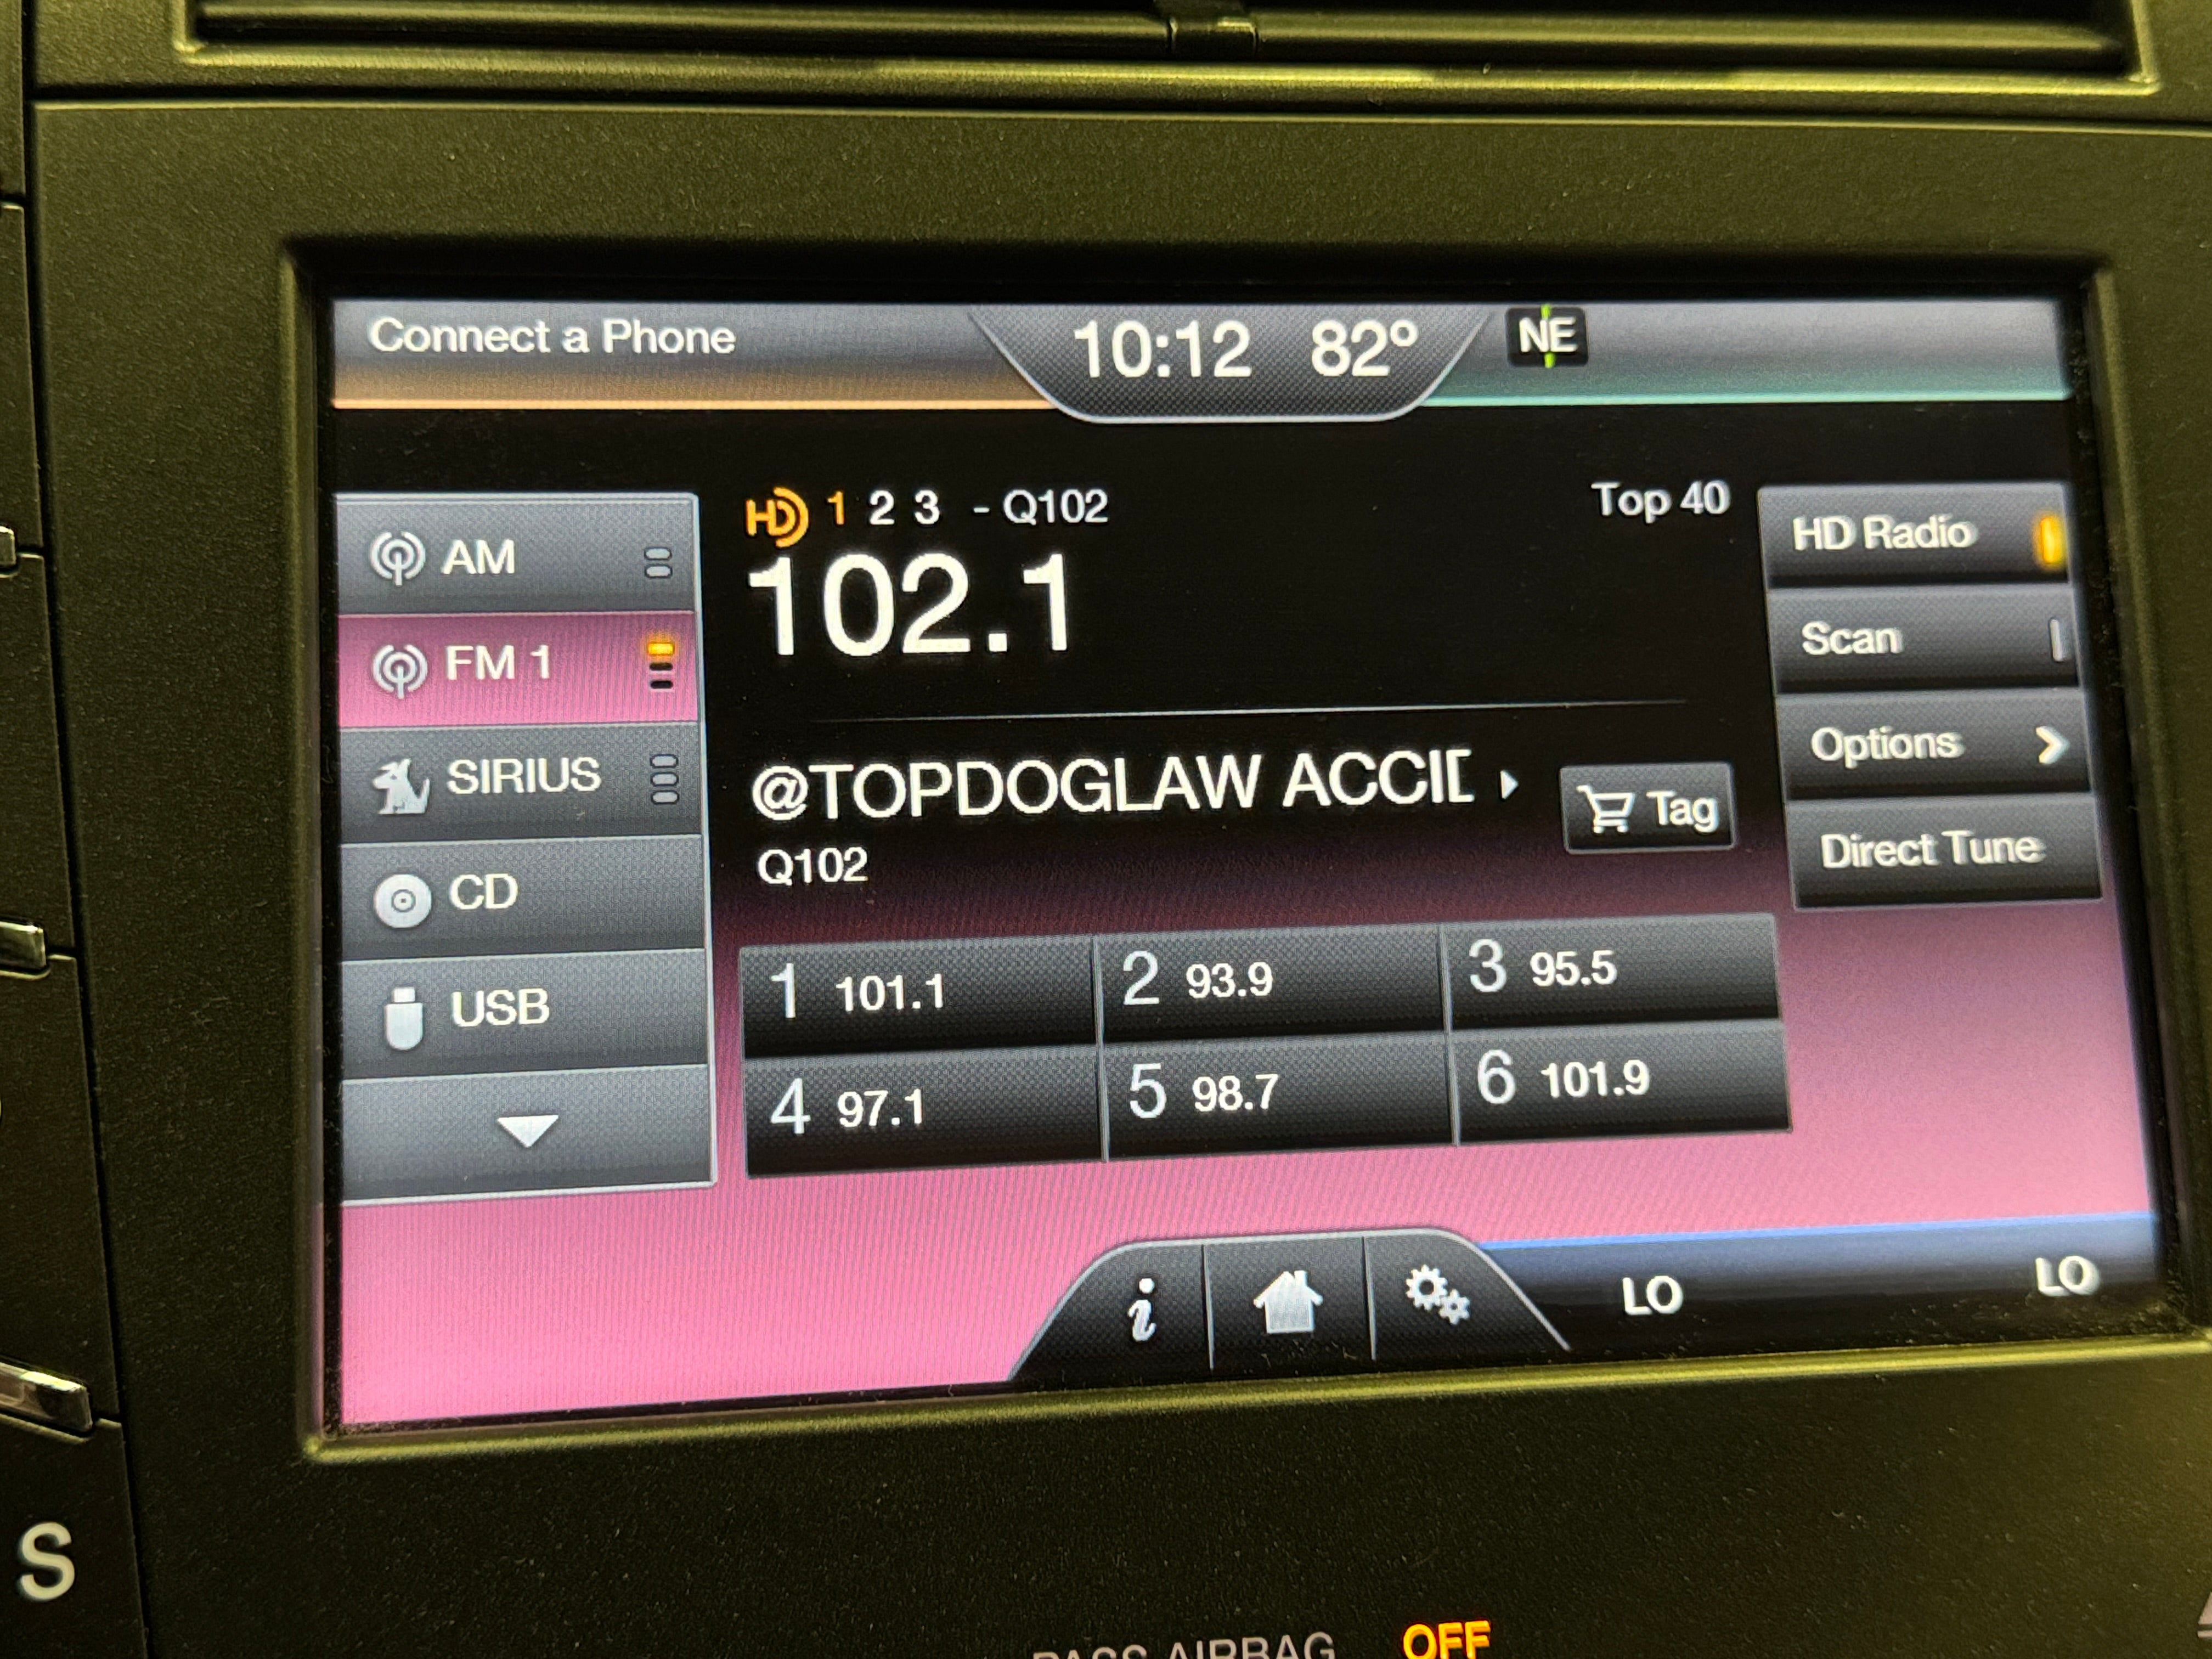 Connect a Phone
10:12 82° NE
HD 1 2 3 - Q102
Top 40
102.1
AM
FM 1
SIRIUS
CD
USB
@TOPDOGLAW ACCID
Q102
Tag
HD Radio
Scan
Options
Direct Tune
1 101.1
2 93.9
3 95.5
4 97.1
5 98.7
6 101.9
i
LO
LO
S
PASS AIRBAG OFF